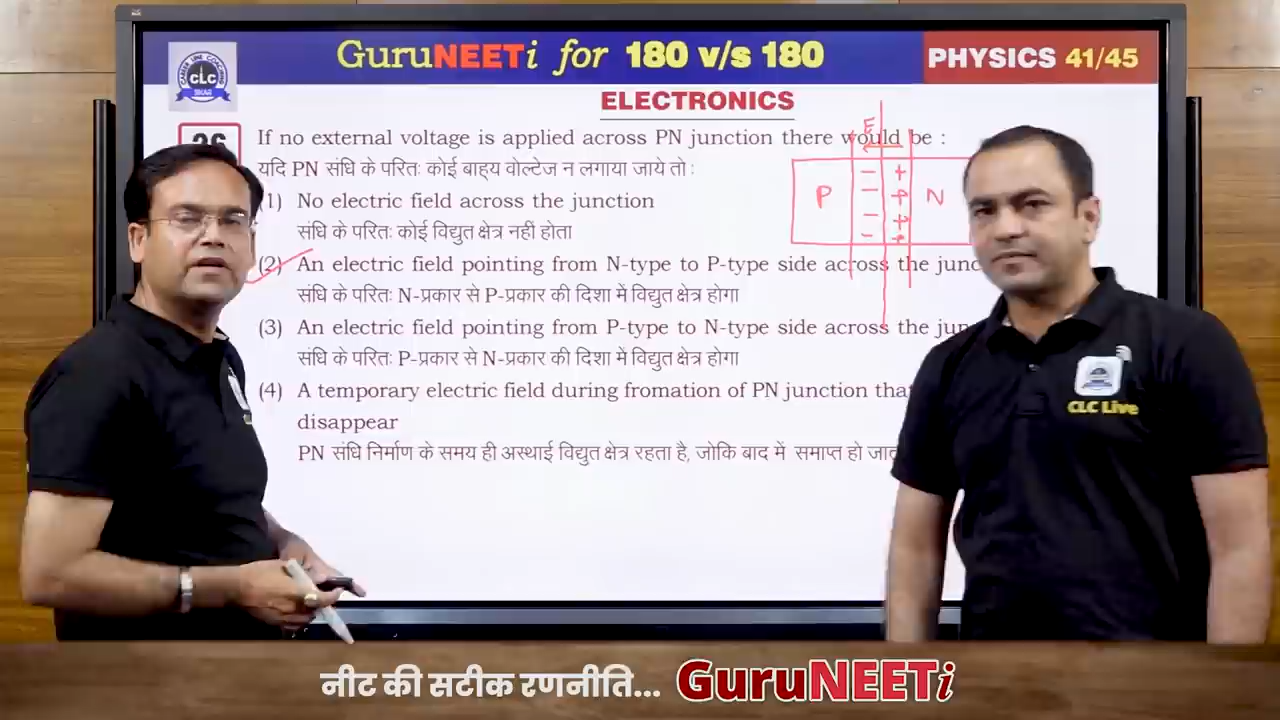 GuruNEETi for 180 v/s 180
PHYSICS 41/45
CLC
SIKAR
ELECTRONICS
If no external voltage is applied across PN junction there would be :
यदि PN संधि के परितः कोई बाह्य वोल्टेज न लगाया जाये तो :
(1) No electric field across the junction
संधि के परितः कोई विद्युत क्षेत्र नहीं होता
(2) An electric field pointing from N-type to P-type side across the
संधि के परितः N-प्रकार से P-प्रकार की दिशा में विद्युत क्षेत्र होगा
(3) An electric field pointing from P-type to N-type side across the
संधि के परितः P-प्रकार से N-प्रकार की दिशा में विद्युत क्षेत्र होगा
(4) A temporary electric field during fromation of PN junction
disappear
PN संधि निर्माण के समय ही अस्थाई विद्युत क्षेत्र रहता है, जोकि बाद में समाप्त हो
E
P - - - - + + + + N
CLC Live
नीट की सटीक रणनीति... GuruNEETi